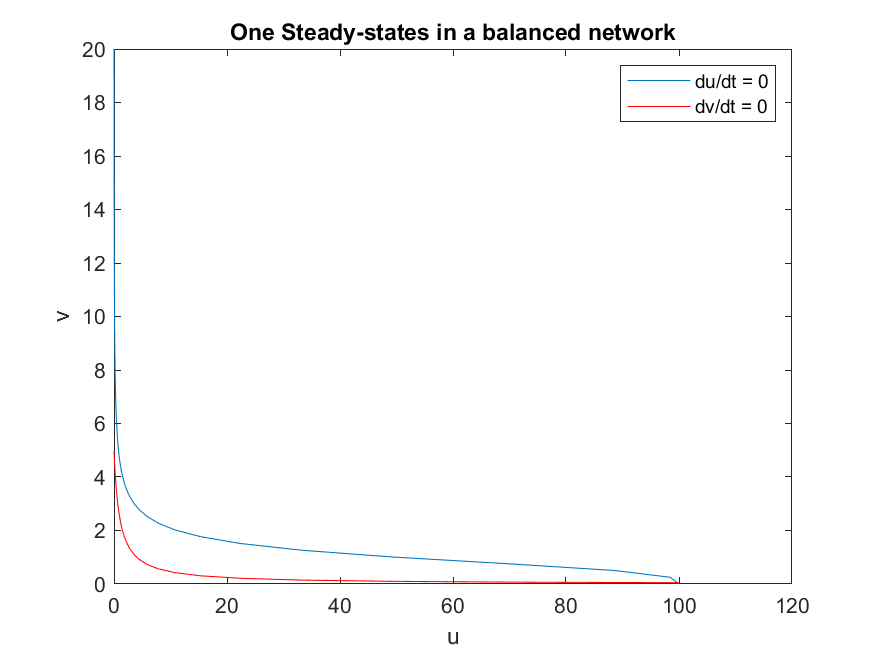 One Steady-states in a balanced network
du/dt = 0
dv/dt = 0
20
18
16
14
12
10
8
6
4
2
0
v
0 20 40 60 80 100 120
u